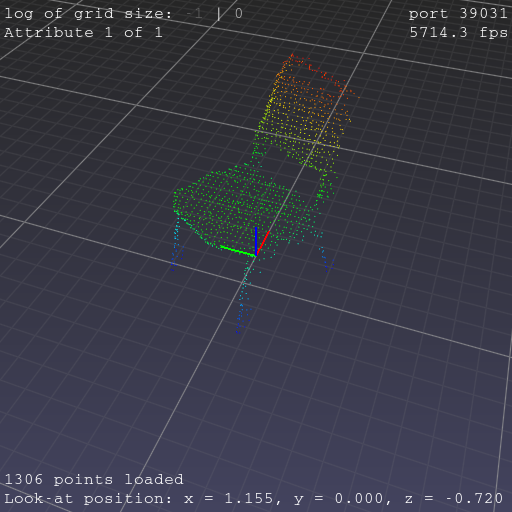 log of grid size: -1 | 0
port 39031
Attribute 1 of 1
5714.3 fps
1306 points loaded
Look-at position: x = 1.155, y = 0.000, z = -0.720